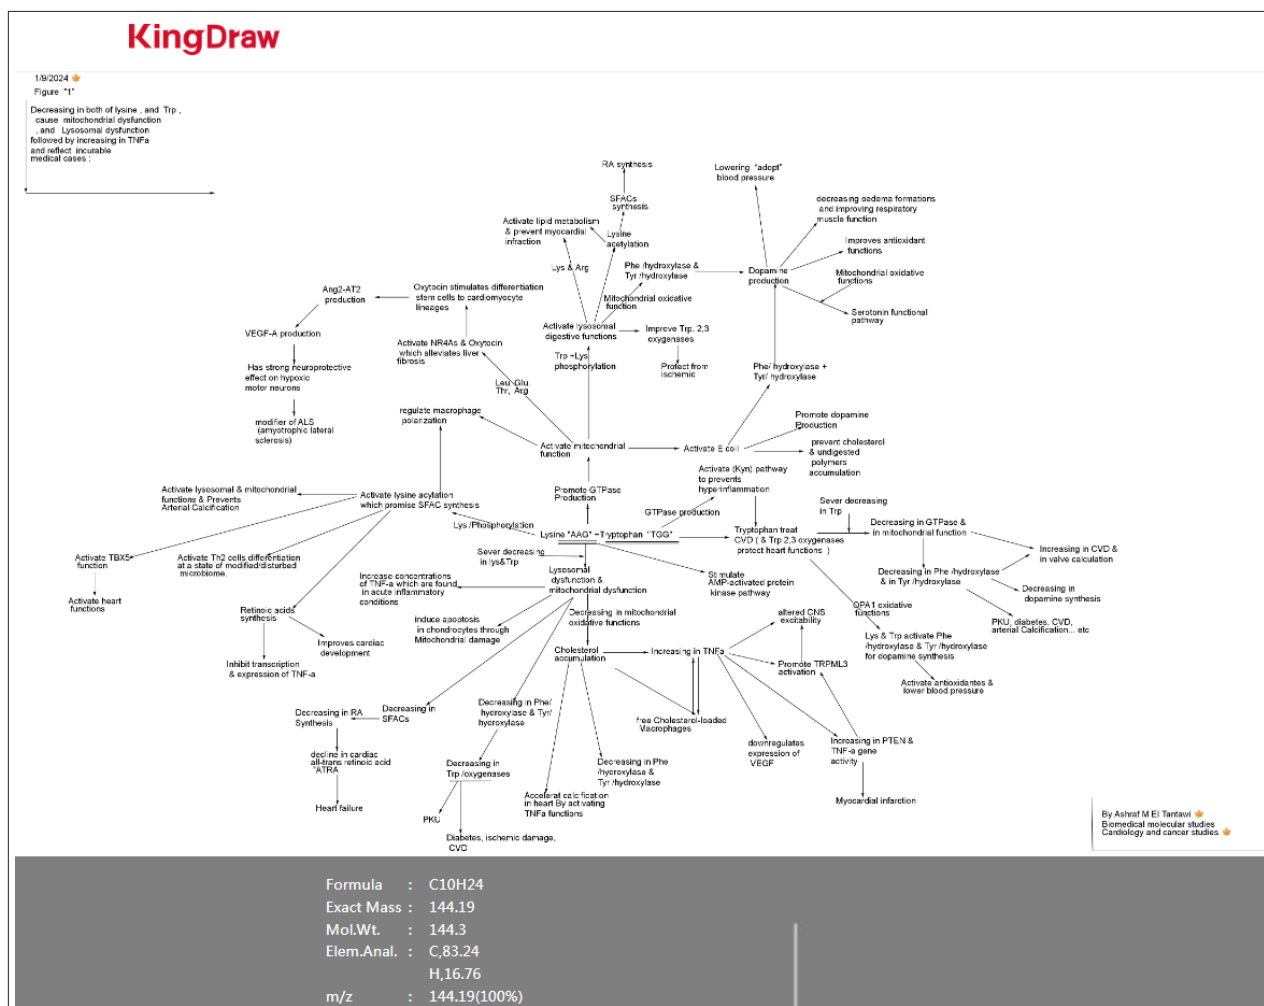 KingDraw
1/9/2024 🍁
Figure "1"
Decreasing in both of lysine , and Trp ,
cause mitochondrial dysfunction
, and Lysosomal dysfunction
followed by increasing in TNFa
and reflect incurable
medical cases :
RA synthesis
SFACs
synthesis
Activate lipid metabolism
& prevent myocardial
infraction
Lysine
acetylation
Lys & Arg
Phe /hydroxylase &
Tyr /hydroxylase
Mitochondrial oxidative
function
Lowering "adopt"
blood pressure
decreasing oedema formations
and improving respiratory
muscle function
Improves antioxidant
functions
Dopamine
production
Mitochondrial oxidative
functions
Serotonin functional
pathway
Ang2-AT2
production
Oxytocin stimulates differentiation
stem cells to cardiomyocyte
lineages
VEGF-A production
Activate NR4As & Oxytocin
which alleviates liver
fibrosis
Activate lysosomal
digestive functions
Improve Trp, 2,3
oxygenases
Trp +Lys
phosphorylation
Protect from
ischemic
Phe/ hydroxylase +
Tyr/ hydroxylase
Has strong neuroprotective
effect on hypoxic
motor neurons
Leu, Glu,
Thr, Arg
modifier of ALS
(amyotrophic lateral
sclerosis)
regulate macrophage
polarization
Activate mitochondrial
function
Activate E coli
Promote dopamine
Production
prevent cholesterol
& undigested
polymers
accumulation
Activate lysosomal & mitochondrial
functions & Prevents
Arterial Calcification
Activate lysine acylation
which promise SFAC synthesis
Promote GTPase
Production
Activate (Kyn) pathway
to prevents
hyperinflammation
GTPase production
Lys /Phosphorylation
Lysine "AAG" +Tryptophan "TGG"
Tryptophan treat
CVD ( & Trp 2,3 oxygenases
protect heart functions )
Sever decreasing
in Trp
Decreasing in GTPase &
in mitochondrial function
Increasing in CVD &
in valve calculation
Activate TBX5
function
Activate Th2 cells differentiation
at a state of modified/disturbed
microbiome.
Sever decreasing
in lys&Trp
Lysosomal
dysfunction &
mitochondrial dysfunction
Stimulate
AMP-activated protein
kinase pathway
Decreasing in Phe /hydroxylase
& in Tyr /hydroxylase
Decreasing in
dopamine synthesis
Activate heart
functions
Increase concentrations
of TNF-a which are found
in acute inflammatory
conditions
Retinoic acids
synthesis
Improves cardiac
development
Inhibit transcription
& expression of TNF-a
induce apoptosis
in chondrocytes through
Mitochondrial damage
Decreasing in mitochondrial
oxidative functions
altered CNS
excitability
OPA1 oxidative
functions
PKU, diabetes, CVD,
arterial Calcification... etc
Cholesterol
accumulation
Increasing in TNFa
Promote TRPML3
activation
Lys & Trp activate Phe
/hydroxylase & Tyr /hydroxylase
for dopamine synthesis
Activate antioxidantes &
lower blood pressure
Decreasing in RA
Synthesis
Decreasing in
SFACs
Decreasing in Phe/
hydroxylase & Tyr/
hydroxylase
free Cholesterol-loaded
Macrophages
decline in cardiac
all-trans retinoic acid
"ATRA
Heart failure
Decreasing in
Trp /oxygenases
Decreasing in Phe
/hydroxylase &
Tyr /hydroxylase
downregulates
expression of
VEGF
Increasing in PTEN &
TNF-a gene
activity
Accelerat calcification
in heart By activating
TNFa functions
Myocardial infarction
PKU
Diabetes, ischemic damage,
CVD
By Ashraf M El Tantawi 🍁
Biomedical molecular studies
Cardiology and cancer studies 🍁
Formula : C10H24
Exact Mass : 144.19
Mol.Wt. : 144.3
Elem.Anal. : C,83.24
H,16.76
m/z : 144.19(100%)